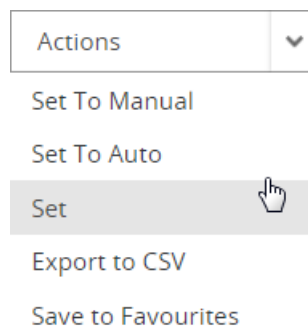 Actions
Set To Manual
Set To Auto
Set
Export to CSV
Save to Favourites